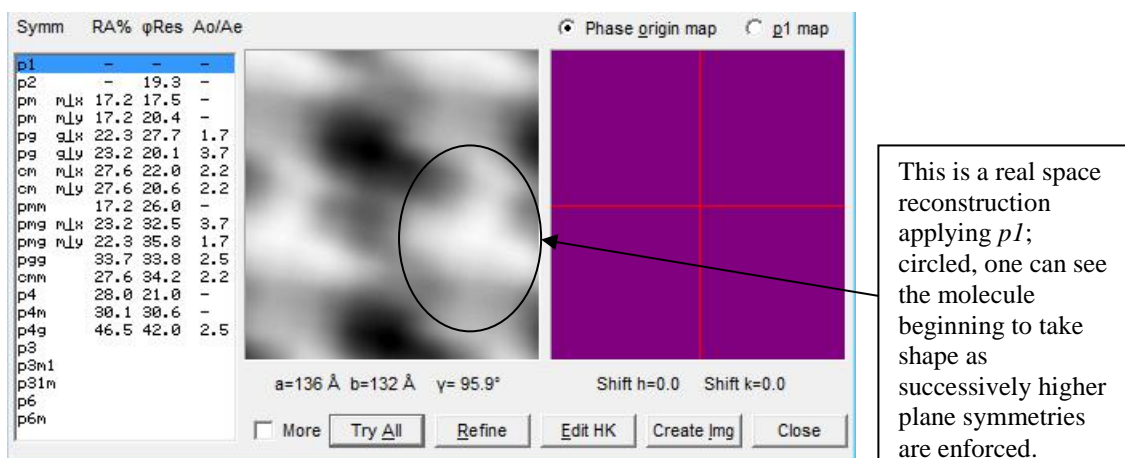 Symm RA% φRes Ao/Ae
Phase origin map p1 map
p1 - - -
p2 - 19.3 -
pm m⊥x 17.2 17.5 -
pm m⊥y 17.2 20.4 -
pg g⊥x 22.3 27.7 1.7
pg g⊥y 23.2 20.1 3.7
cm m⊥x 27.6 22.0 2.2
cm m⊥y 27.6 20.6 2.2
pmm 17.2 26.0 -
pmg m⊥x 23.2 32.5 3.7
pmg m⊥y 22.3 35.8 1.7
pgg 33.7 33.8 2.5
cmm 27.6 34.2 2.2
p4 28.0 21.0 -
p4m 30.1 30.6 -
p4g 46.5 42.0 2.5
p3
p3m1
p31m
p6
p6m
a=136 Å b=132 Å γ= 95.9°
Shift h=0.0 Shift k=0.0
More Try All Refine Edit HK Create Img Close
This is a real space
reconstruction
applying p1;
circled, one can see
the molecule
beginning to take
shape as
successively higher
plane symmetries
are enforced.